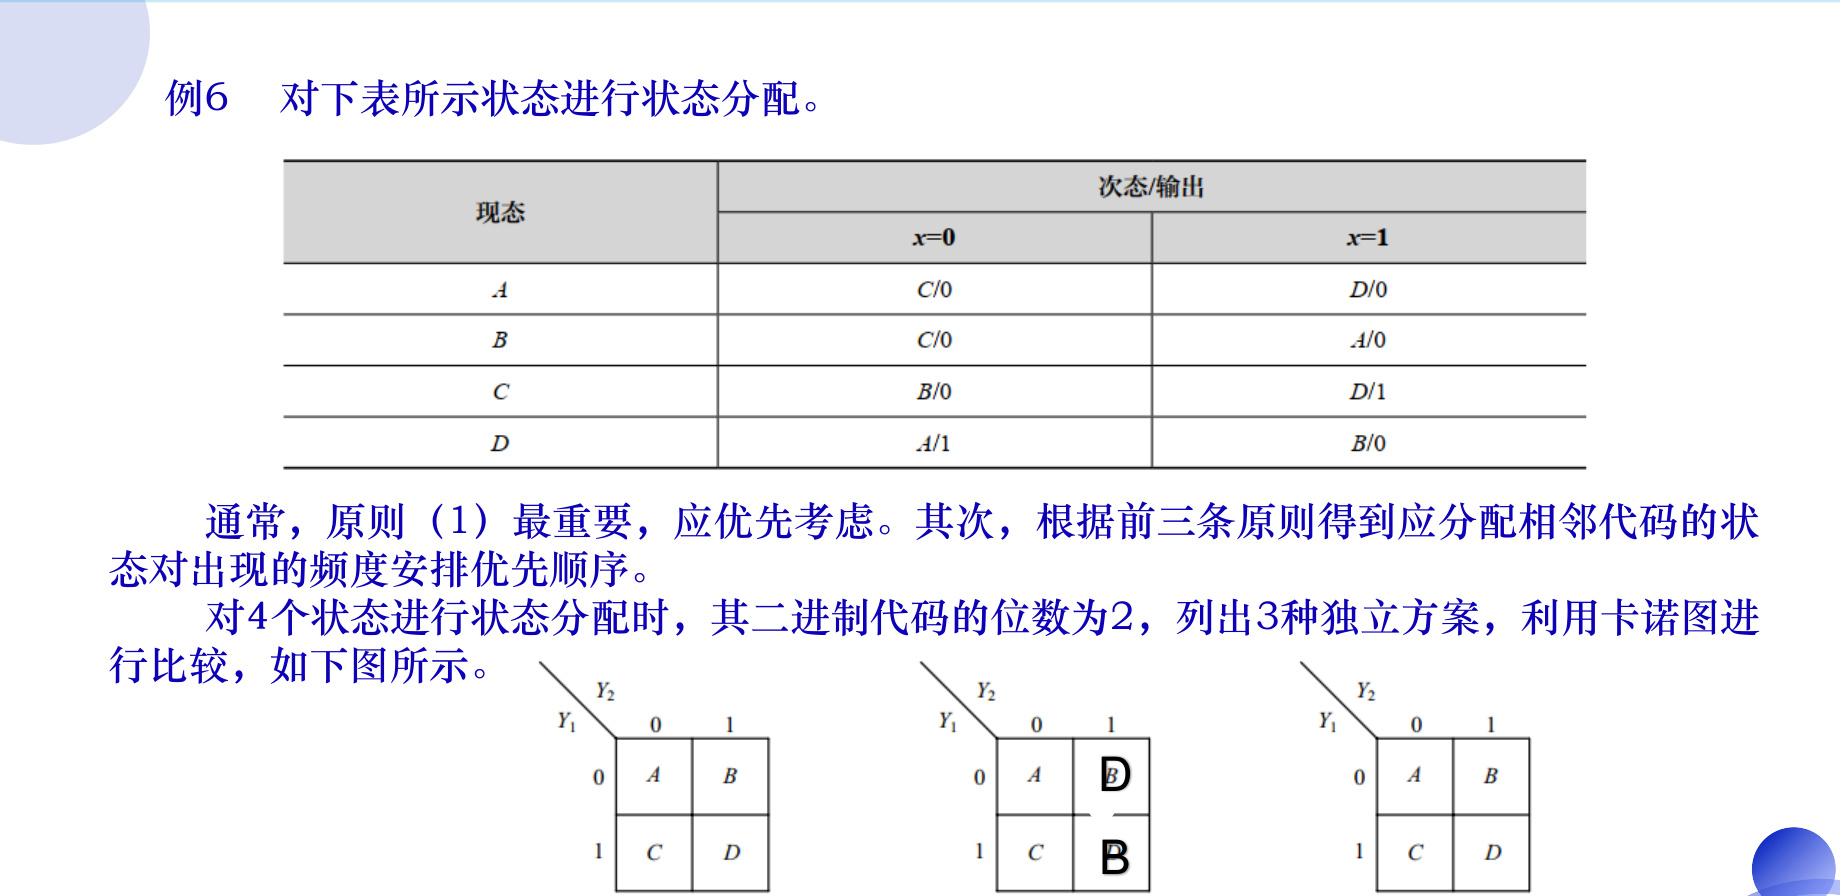 例6 对下表所示状态进行状态分配。
现态 次态/输出
x=0 x=1
A C/0 D/0
B C/0 A/0
C B/0 D/1
D A/1 B/0
通常，原则（1）最重要，应优先考虑。其次，根据前三条原则得到应分配相邻代码的状
态对出现的频度安排优先顺序。
对4个状态进行状态分配时，其二进制代码的位数为2，列出3种独立方案，利用卡诺图进
行比较，如下图所示。
Y₂ Y₂ Y₂
Y₁ 0 1 Y₁ 0 1 Y₁ 0 1
0 A B 0 A D 0 A B
1 C D 1 C B 1 C D